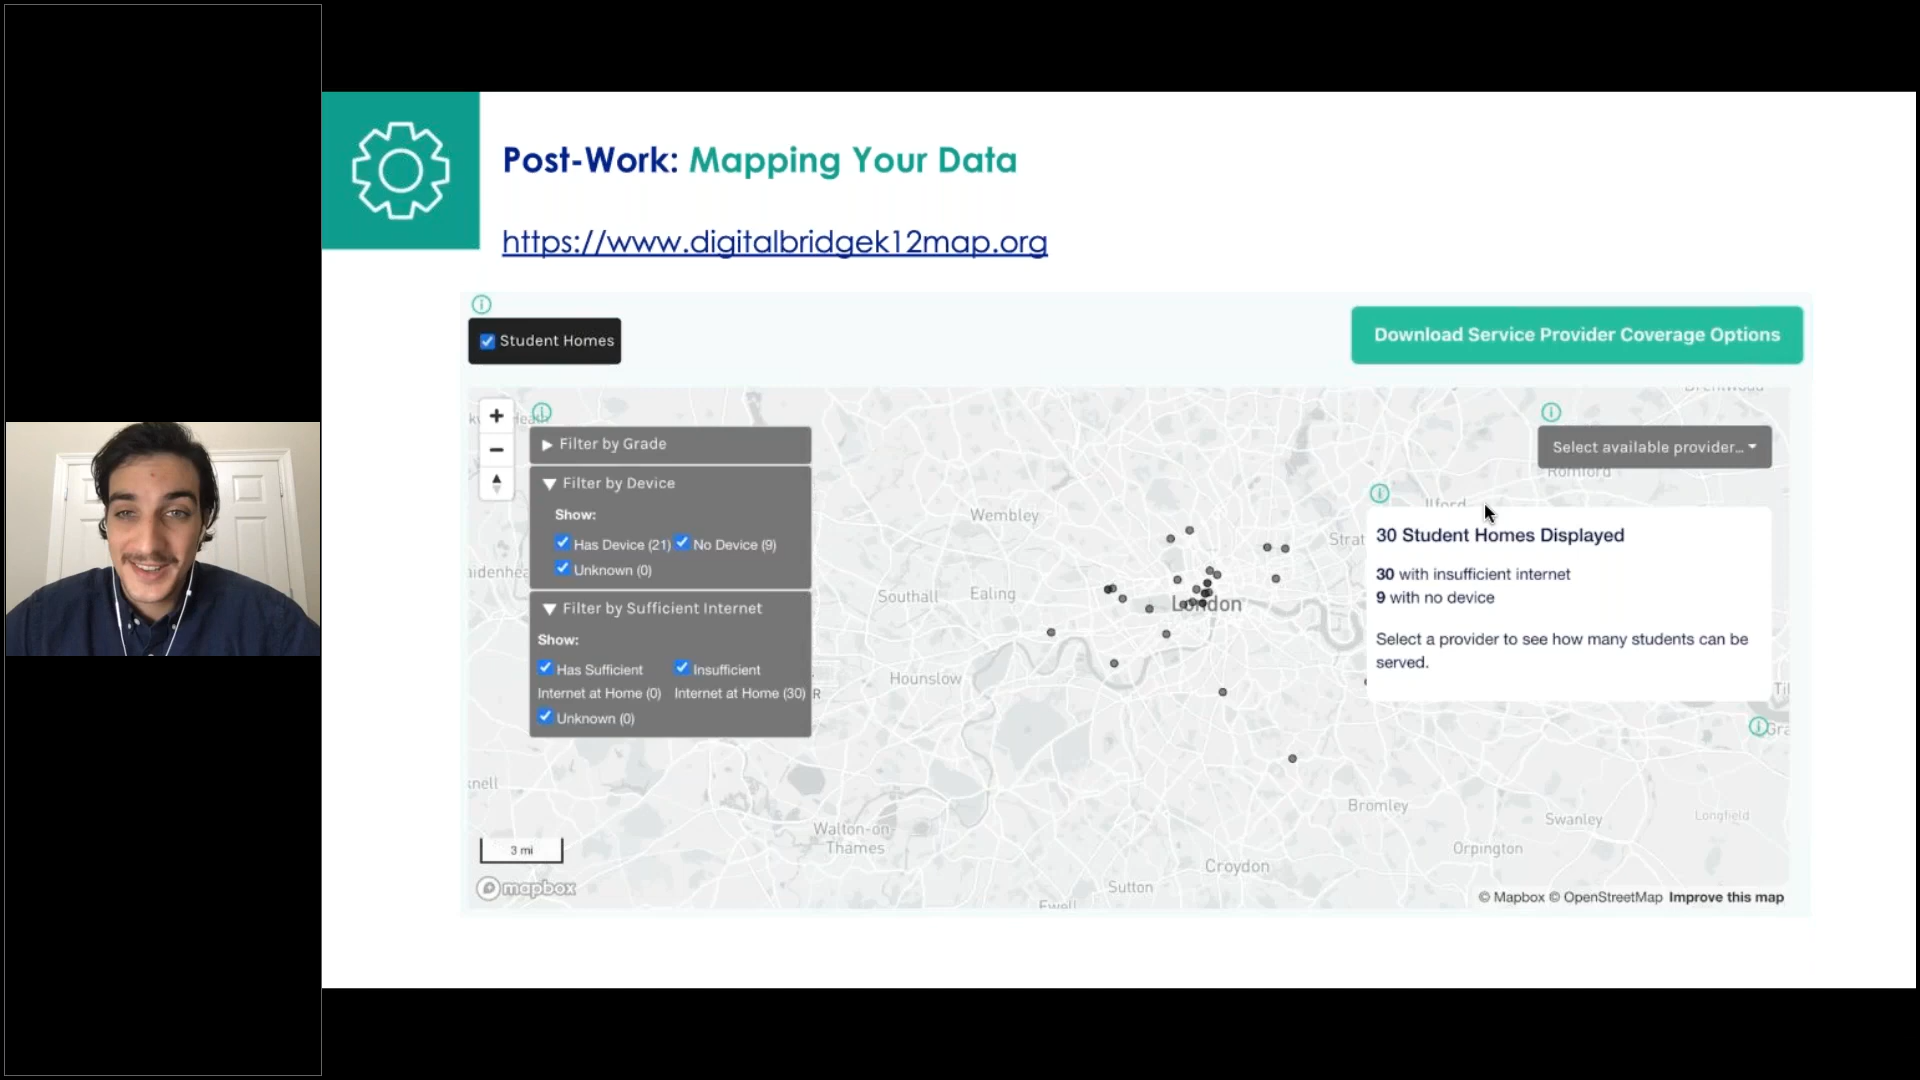 Post-Work: Mapping Your Data
https://www.digitalbridgek12map.org
Student Homes
Download Service Provider Coverage Options
Filter by Grade
Filter by Device
Show:
Has Device (21) No Device (9)
Unknown (0)
Filter by Sufficient Internet
Show:
Has Sufficient Internet at Home (0)
Insufficient Internet at Home (30)
Unknown (0)
Select available provider...
Romford
Ilford
30 Student Homes Displayed
30 with insufficient internet
9 with no device
Select a provider to see how many students can be
served.
Wembley
Southall
Ealing
London
Hounslow
Bromley
Swanley
Longfield
Walton-on-
Thames
Orpington
Croydon
Sutton
Ewell
3 mi
mapbox
© Mapbox © OpenStreetMap Improve this map